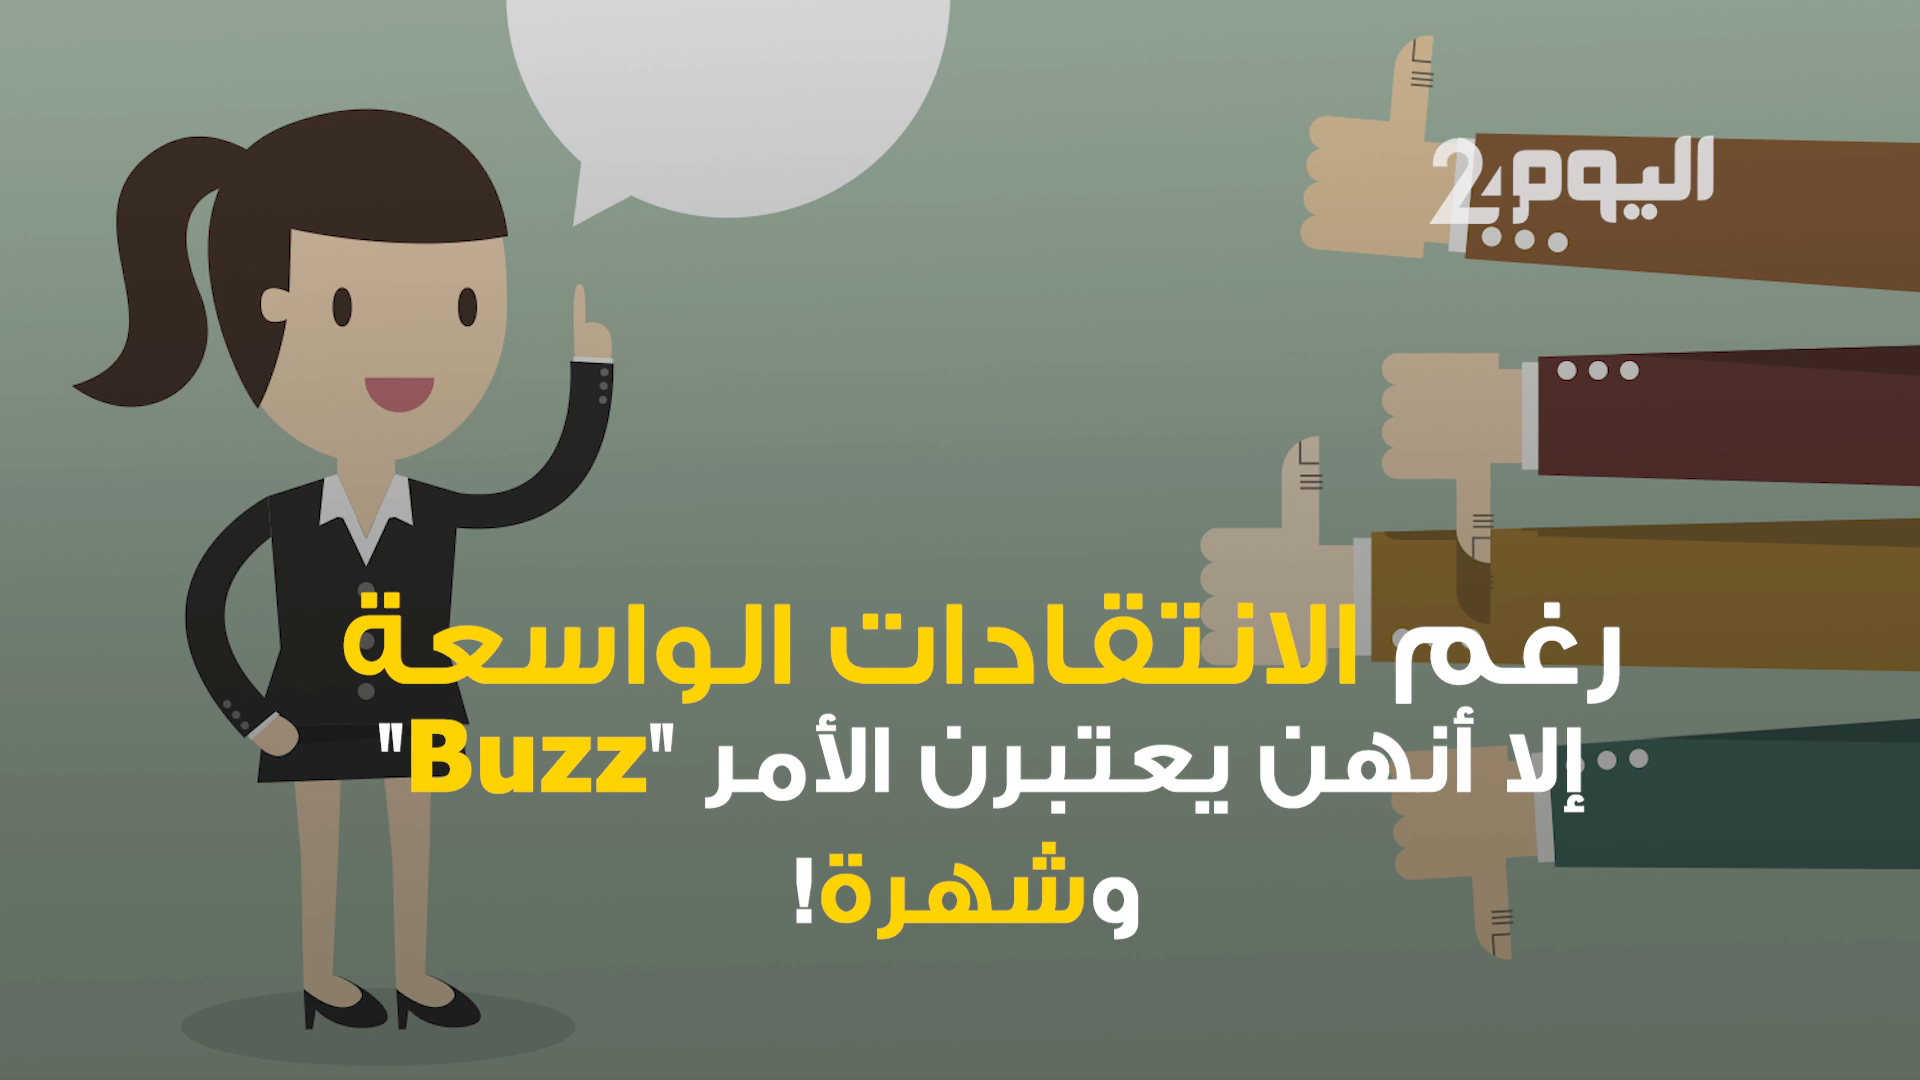 اليوم 24
رغم الانتقادات الواسعة
إلا أنهن يعتبرن الأمر "Buzz"
وشهرة!